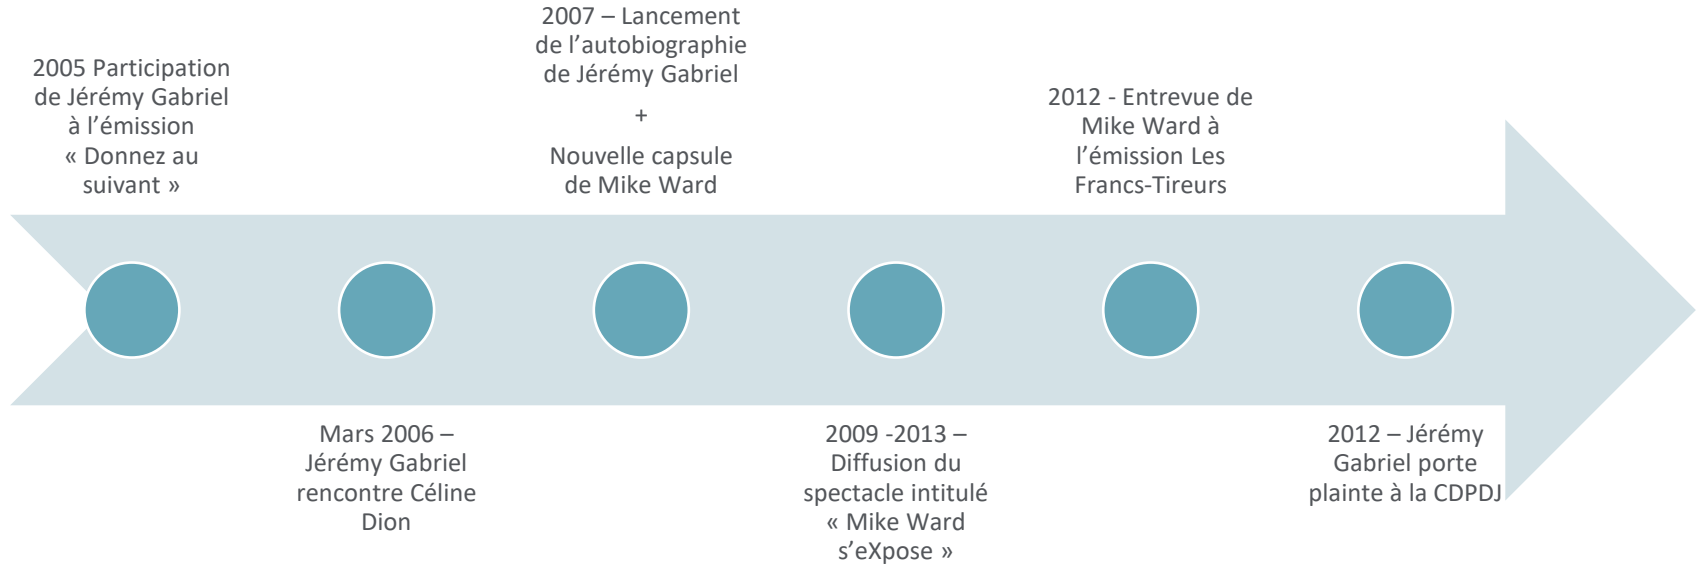 2005 Participation
de Jérémy Gabriel
à l’émission
« Donnez au
suivant »
Mars 2006 –
Jérémy Gabriel
rencontre Céline
Dion
2007 – Lancement
de l’autobiographie
de Jérémy Gabriel
+
Nouvelle capsule
de Mike Ward
2009 -2013 –
Diffusion du
spectacle intitulé
« Mike Ward
s’eXpose »
2012 - Entrevue de
Mike Ward à
l’émission Les
Francs-Tireurs
2012 – Jérémy
Gabriel porte
plainte à la CDPDJ